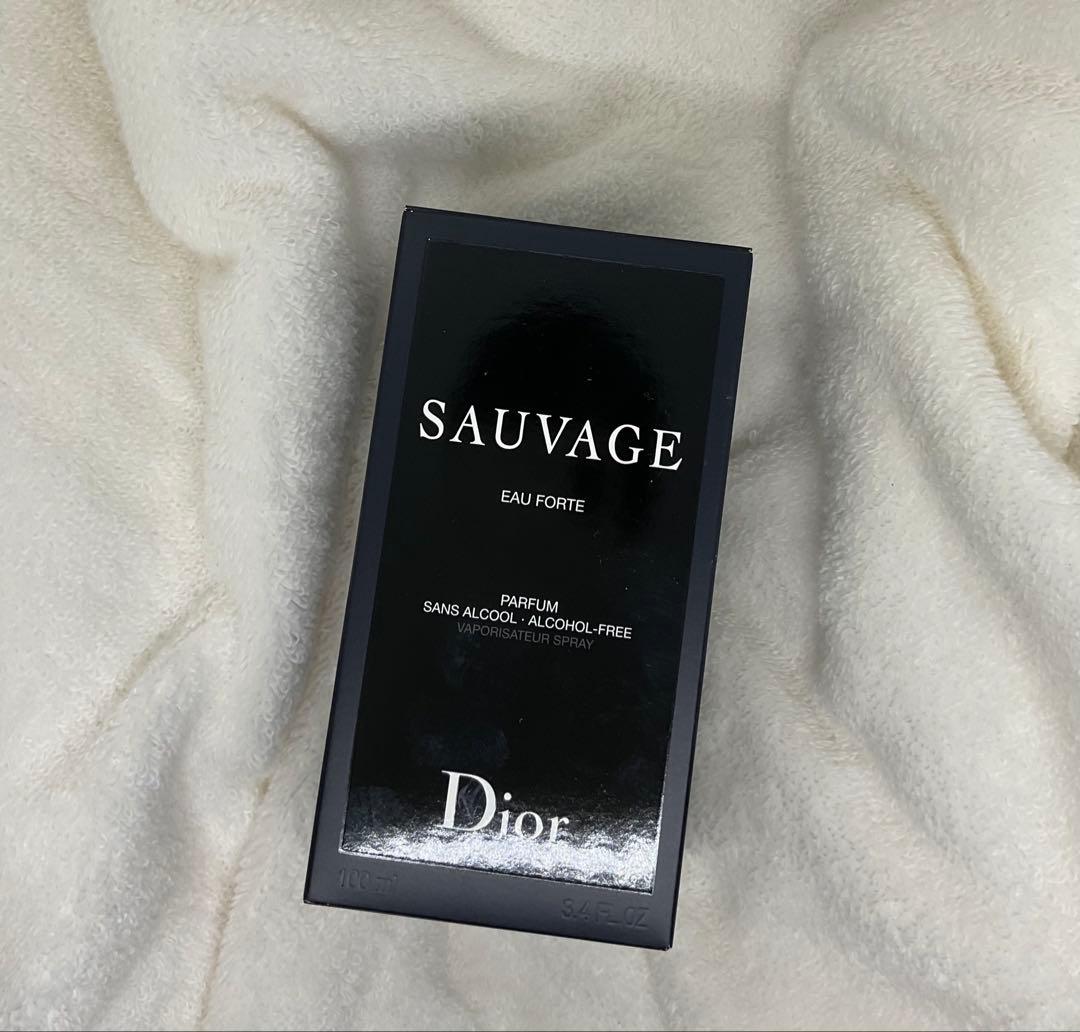 SAUVAGE
EAU FORTE
PARFUM
SANS ALCOOL · ALCOHOL-FREE
VAPORISATEUR SPRAY
Dior
100 ml
3.4 FL. OZ